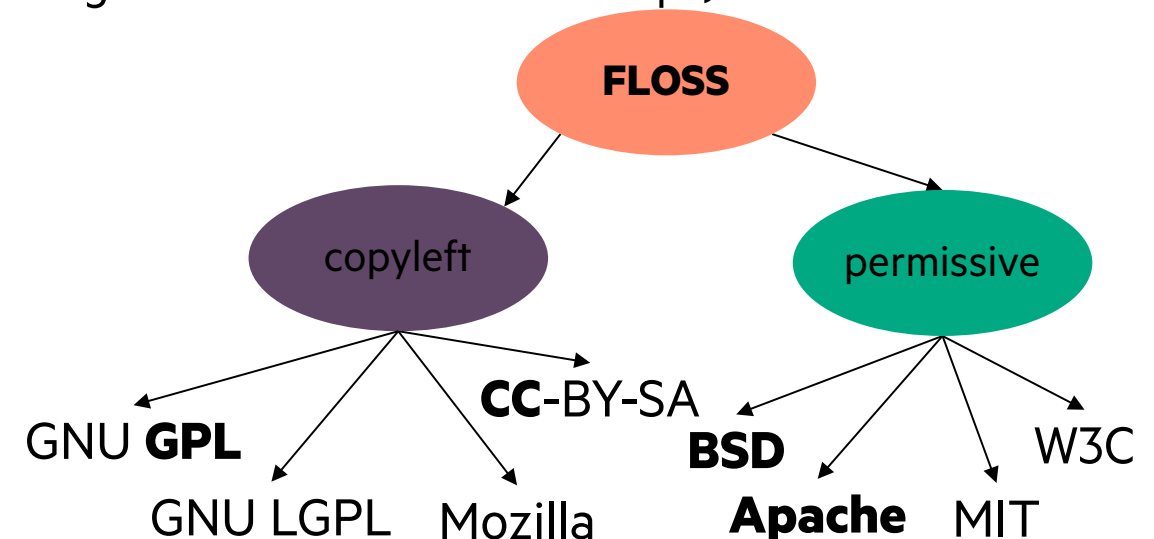 FLOSS
copyleft
permissive
CC-BY-SA
GNU GPL
BSD
W3C
GNU LGPL
Mozilla
Apache
MIT